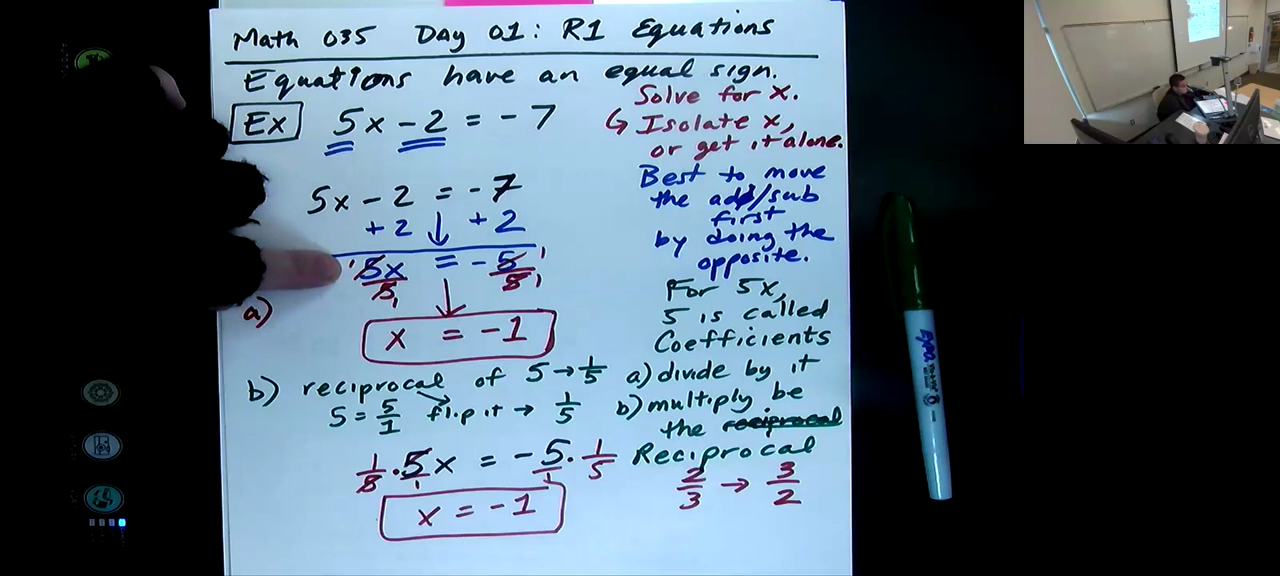 Math 035 Day 01: R1 Equations
Equations have an equal sign.
Ex 5x - 2 = - 7
Solve for x.
↳ Isolate x,
or get it alone.
5x - 2 = - 7
+ 2 ↓ + 2
5x/5 = - 5/5
a)
x = - 1
Best to move
the add/sub
first
by doing the
opposite.
For 5x,
5 is called
Coefficients
a) divide by it
b) multiply be
the reciprocal
Reciprocal
2/3 → 3/2
b) reciprocal of 5 → 1/5
5 = 5/1 flip it → 1/5
1/5 · 5/1 x = - 5/1 · 1/5
x = - 1
Expo